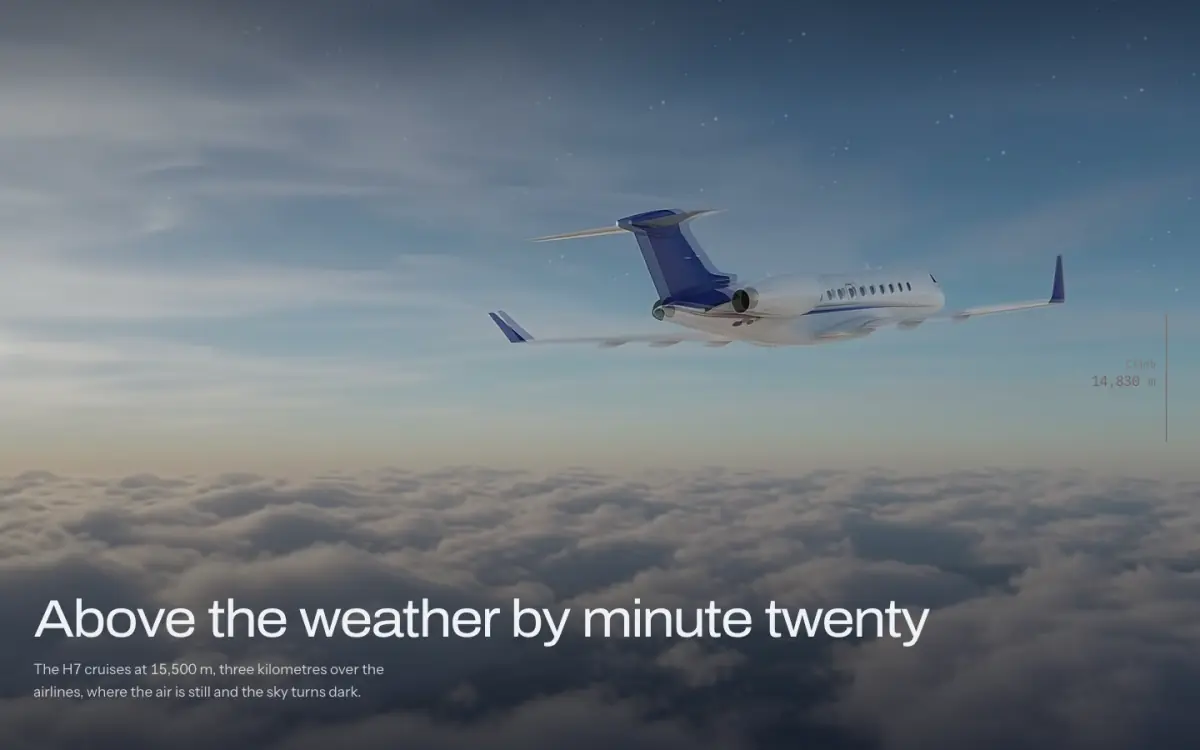 Climb
14,830 m
Above the weather by minute twenty
The H7 cruises at 15,500 m, three kilometres over the
airlines, where the air is still and the sky turns dark.